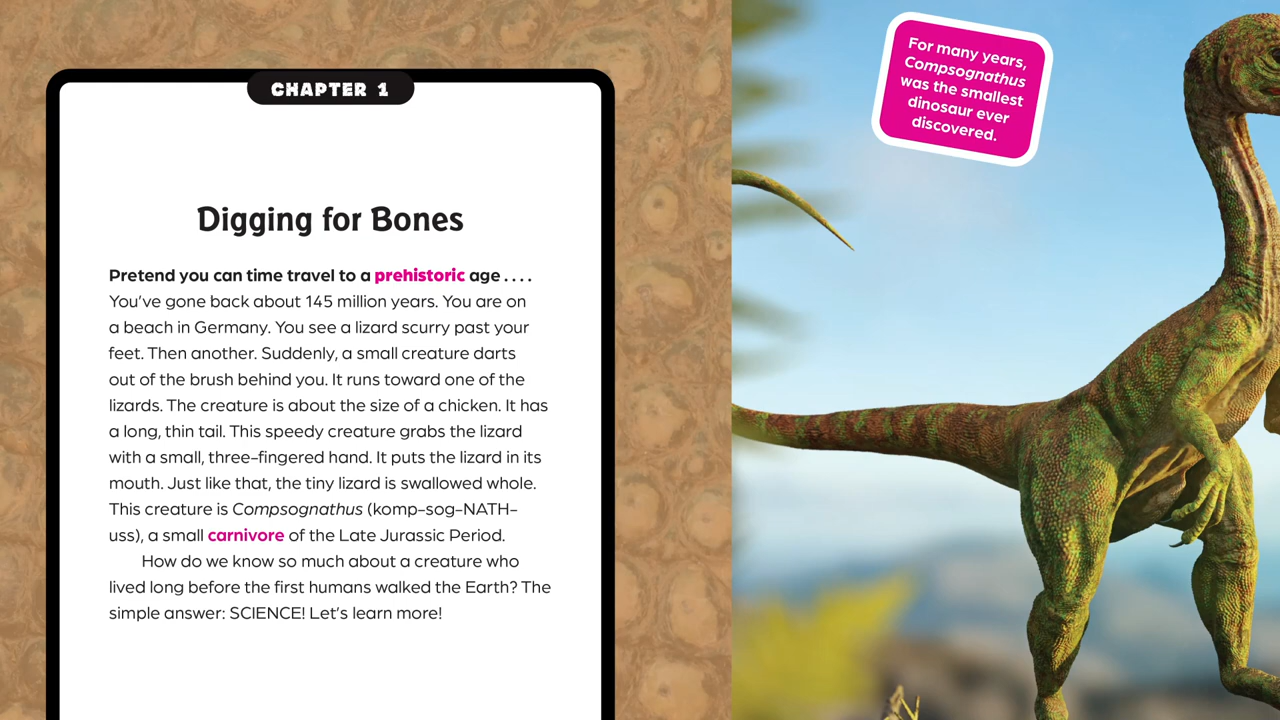 CHAPTER 1
Digging for Bones
Pretend you can time travel to a prehistoric age . . . .
You’ve gone back about 145 million years. You are on
a beach in Germany. You see a lizard scurry past your
feet. Then another. Suddenly, a small creature darts
out of the brush behind you. It runs toward one of the
lizards. The creature is about the size of a chicken. It has
a long, thin tail. This speedy creature grabs the lizard
with a small, three-fingered hand. It puts the lizard in its
mouth. Just like that, the tiny lizard is swallowed whole.
This creature is Compsognathus (komp-sog-NATH-
uss), a small carnivore of the Late Jurassic Period.
How do we know so much about a creature who
lived long before the first humans walked the Earth? The
simple answer: SCIENCE! Let’s learn more!
For many years,
Compsognathus
was the smallest
dinosaur ever
discovered.